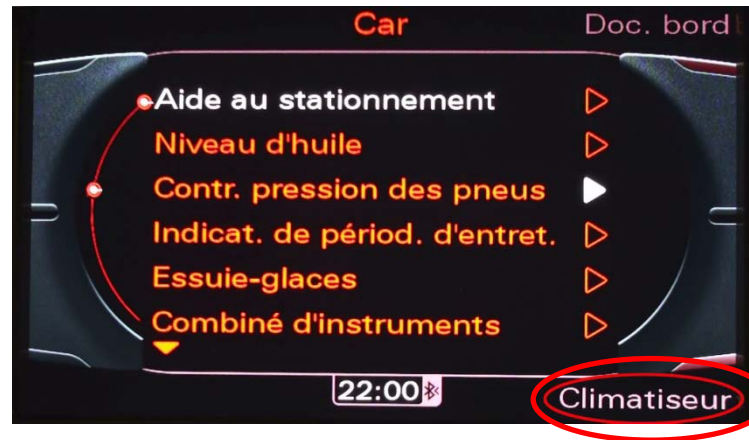 Car
Doc. bord
Aide au stationnement
Niveau d'huile
Contr. pression des pneus
Indicat. de périod. d'entret.
Essuie-glaces
Combiné d'instruments
22:00
Climatiseur